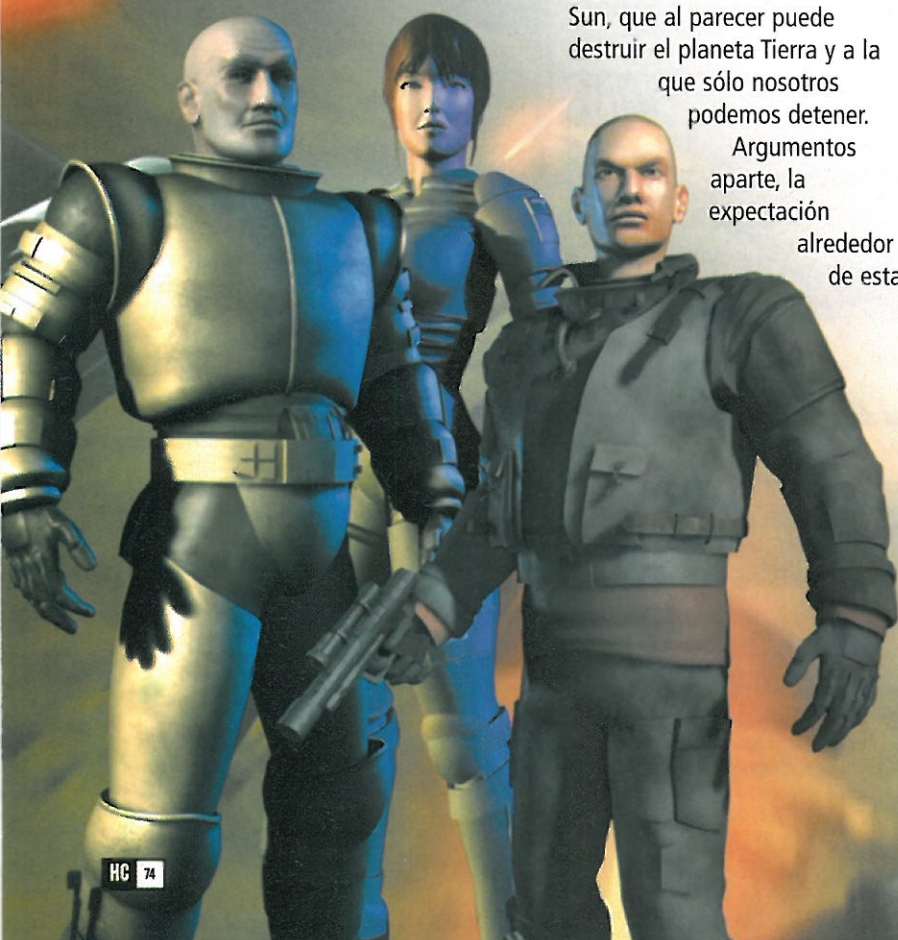 Sun, que al parecer puede
destruir el planeta Tierra y a la
que sólo nosotros
podemos detener.
Argumentos
aparte, la
expectación
alrededor
de esta
HC 74